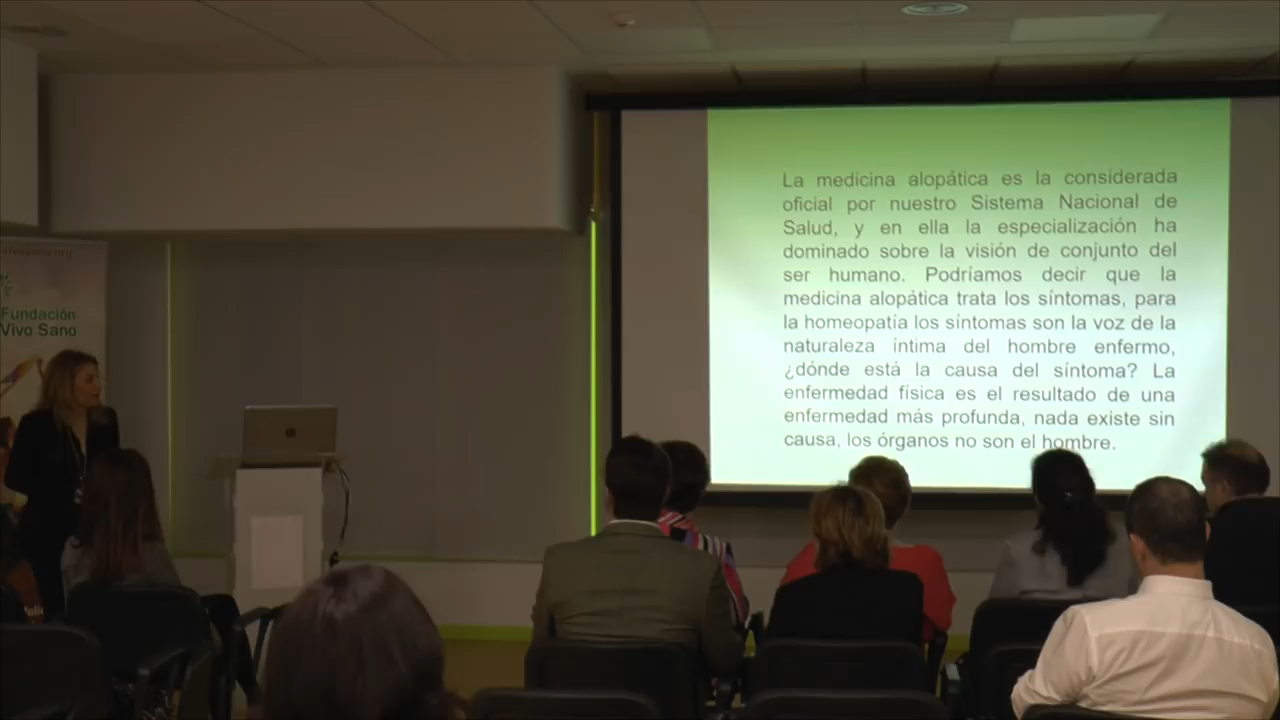 La medicina alopática es la considerada
oficial por nuestro Sistema Nacional de
Salud, y en ella la especialización ha
dominado sobre la visión de conjunto del
ser humano. Podríamos decir que la
medicina alopática trata los síntomas, para
la homeopatía los síntomas son la voz de la
naturaleza íntima del hombre enfermo,
¿dónde está la causa del síntoma? La
enfermedad física es el resultado de una
enfermedad más profunda, nada existe sin
causa, los órganos no son el hombre.
vivosano.org
Fundación
Vivo Sano